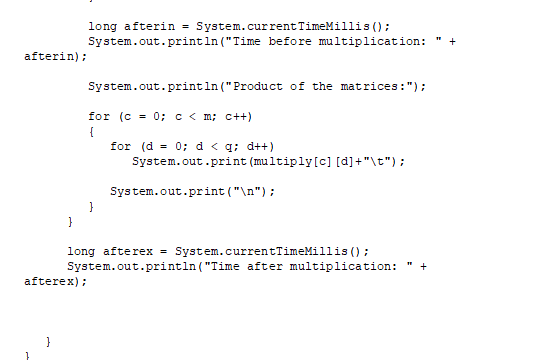 long afterin = System.currentTimeMillis();
System.out.println("Time before multiplication: " +
afterin);
System.out.println("Product of the matrices:");
for (c = 0; c < m; c++)
{
for (d = 0; d < q; d++)
System.out.print(multiply[c][d]+"\t");
System.out.print("\n");
}
}
long afterex = System.currentTimeMillis();
System.out.println("Time after multiplication: " +
afterex);
}
}